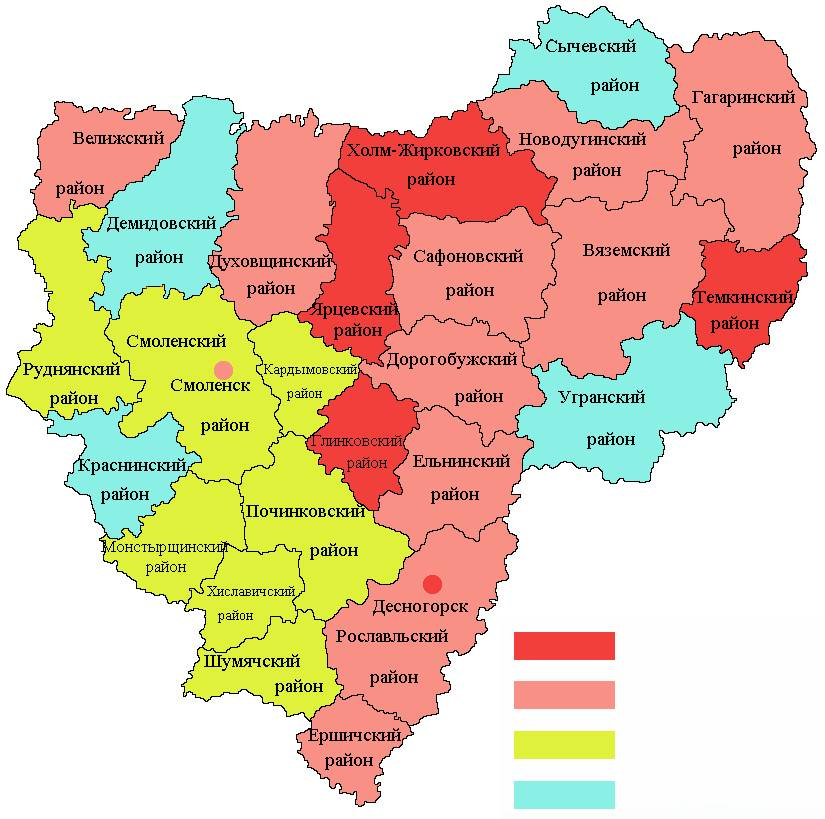 Сычевский
район
Гагаринский
район
Велижский
район
Холм-Жирковский
район
Новодугинский
район
Демидовский
район
Духовщинский
район
Сафоновский
район
Вяземский
район
Ярцевский
район
Темкинский
район
Смоленский
Смоленск
район
Руднянский
район
Кардымовский
район
Дорогобужский
район
Угранский
район
Краснинский
район
Глинковский
район
Ельнинский
район
Починковский
район
Монстырщинский
район
Хиславичский
район
Десногорск
Рославльский
район
Шумячский
район
Ершичский
район